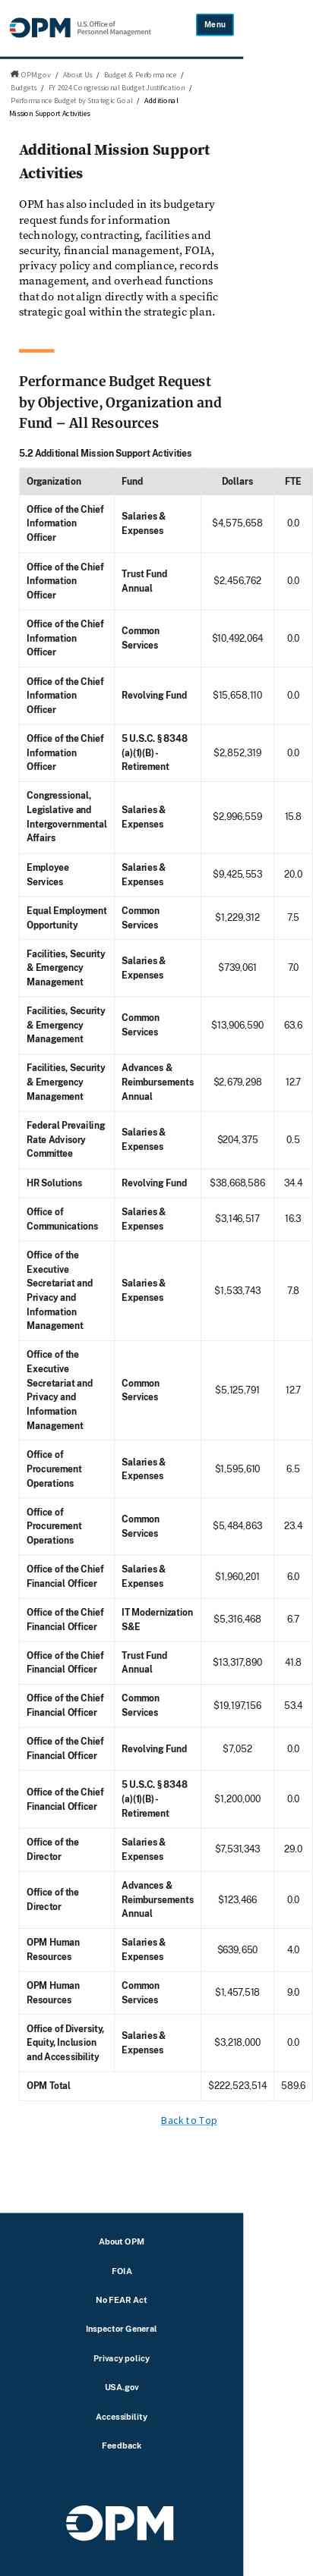 OPM U.S. Office of
Personnel Management
Menu
OPM.gov / About Us / Budget & Performance /
Budgets / FY 2024 Congressional Budget Justification /
Performance Budget by Strategic Goal / Additional
Mission Support Activities
Additional Mission Support
Activities
OPM has also included in its budgetary
request funds for information
technology, contracting, facilities and
security, financial management, FOIA,
privacy policy and compliance, records
management, and overhead functions
that do not align directly with a specific
strategic goal within the strategic plan.
Performance Budget Request
by Objective, Organization and
Fund – All Resources
5.2 Additional Mission Support Activities
Organization Fund Dollars FTE
Office of the Chief
Information
Officer
Salaries &
Expenses
$4,575,658 0.0
Office of the Chief
Information
Officer
Trust Fund
Annual
$2,456,762 0.0
Office of the Chief
Information
Officer
Common
Services
$10,492,064 0.0
Office of the Chief
Information
Officer
Revolving Fund $15,658,110 0.0
Office of the Chief
Information
Officer
5 U.S.C. § 8348
(a)(1)(B) -
Retirement
$2,852,319 0.0
Congressional,
Legislative and
Intergovernmental
Affairs
Salaries &
Expenses
$2,996,559 15.8
Employee
Services
Salaries &
Expenses
$9,425,553 20.0
Equal Employment
Opportunity
Common
Services
$1,229,312 7.5
Facilities, Security
& Emergency
Management
Salaries &
Expenses
$739,061 7.0
Facilities, Security
& Emergency
Management
Common
Services
$13,906,590 63.6
Facilities, Security
& Emergency
Management
Advances &
Reimbursements
Annual
$2,679,298 12.7
Federal Prevailing
Rate Advisory
Committee
Salaries &
Expenses
$204,375 0.5
HR Solutions Revolving Fund $38,668,586 34.4
Office of
Communications
Salaries &
Expenses
$3,146,517 16.3
Office of the
Executive
Secretariat and
Privacy and
Information
Management
Salaries &
Expenses
$1,533,743 7.8
Office of the
Executive
Secretariat and
Privacy and
Information
Management
Common
Services
$5,125,791 12.7
Office of
Procurement
Operations
Salaries &
Expenses
$1,595,610 6.5
Office of
Procurement
Operations
Common
Services
$5,484,863 23.4
Office of the Chief
Financial Officer
Salaries &
Expenses
$1,960,201 6.0
Office of the Chief
Financial Officer
IT Modernization
S&E
$5,316,468 6.7
Office of the Chief
Financial Officer
Trust Fund
Annual
$13,317,890 41.8
Office of the Chief
Financial Officer
Common
Services
$19,197,156 53.4
Office of the Chief
Financial Officer
Revolving Fund $7,052 0.0
Office of the Chief
Financial Officer
5 U.S.C. § 8348
(a)(1)(B) -
Retirement
$1,200,000 0.0
Office of the
Director
Salaries &
Expenses
$7,531,343 29.0
Office of the
Director
Advances &
Reimbursements
Annual
$123,466 0.0
OPM Human
Resources
Salaries &
Expenses
$639,650 4.0
OPM Human
Resources
Common
Services
$1,457,518 9.0
Office of Diversity,
Equity, Inclusion
and Accessibility
Salaries &
Expenses
$3,218,000 0.0
OPM Total $222,523,514 589.6
Back to Top
About OPM
FOIA
No FEAR Act
Inspector General
Privacy policy
USA.gov
Accessibility
Feedback
OPM